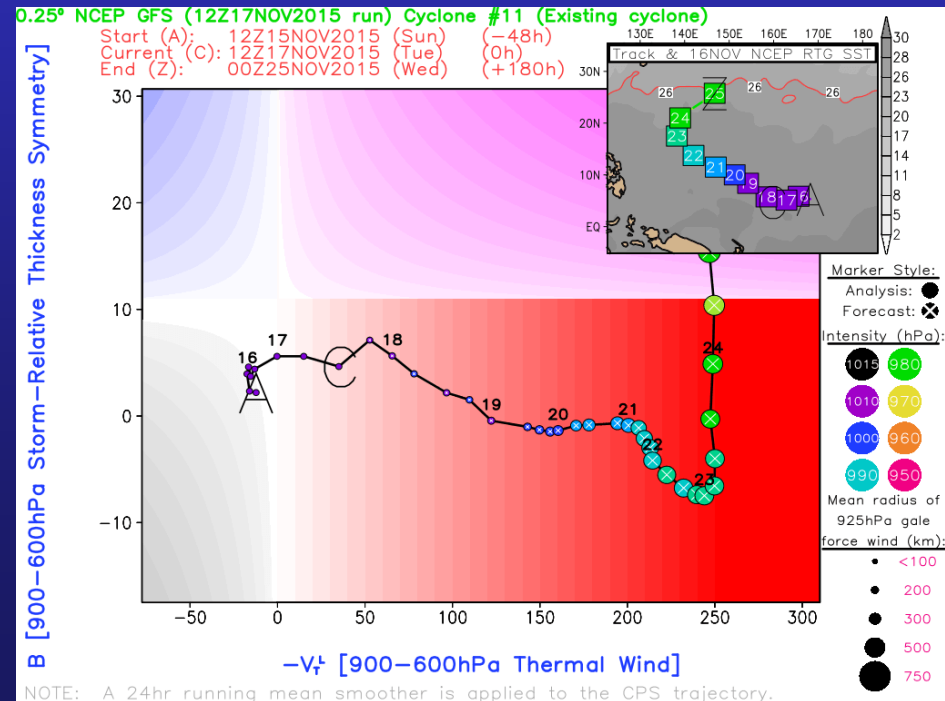 0.25° NCEP GFS (12Z17NOV2015 run) Cyclone #11 (Existing cyclone)
Start (A): 12Z15NOV2015 (Sun) (−48h)
Current (C): 12Z17NOV2015 (Tue) (0h)
End (Z): 00Z25NOV2015 (Wed) (+180h)
B [900−600hPa Storm−Relative Thickness Symmetry]
30
20
10
0
−10
−50 0 50 100 150 200 250 300
−V_T^L [900−600hPa Thermal Wind]
NOTE: A 24hr running mean smoother is applied to the CPS trajectory.
16 17 18 19 20 21 22 23 24
A C
130E 140E 150E 160E 170E 180
Track & 16NOV NCEP RTG SST
30N
20N
10N
EQ
26 26 26
25 Z
24
23
22
21
20
19
18 17 6
C A
30
28
26
23
20
17
14
11
8
5
2
Marker Style:
Analysis:
Forecast:
Intensity (hPa):
1015 980
1010 970
1000 960
990 950
Mean radius of
925hPa gale
force wind (km):
<100
200
300
500
750